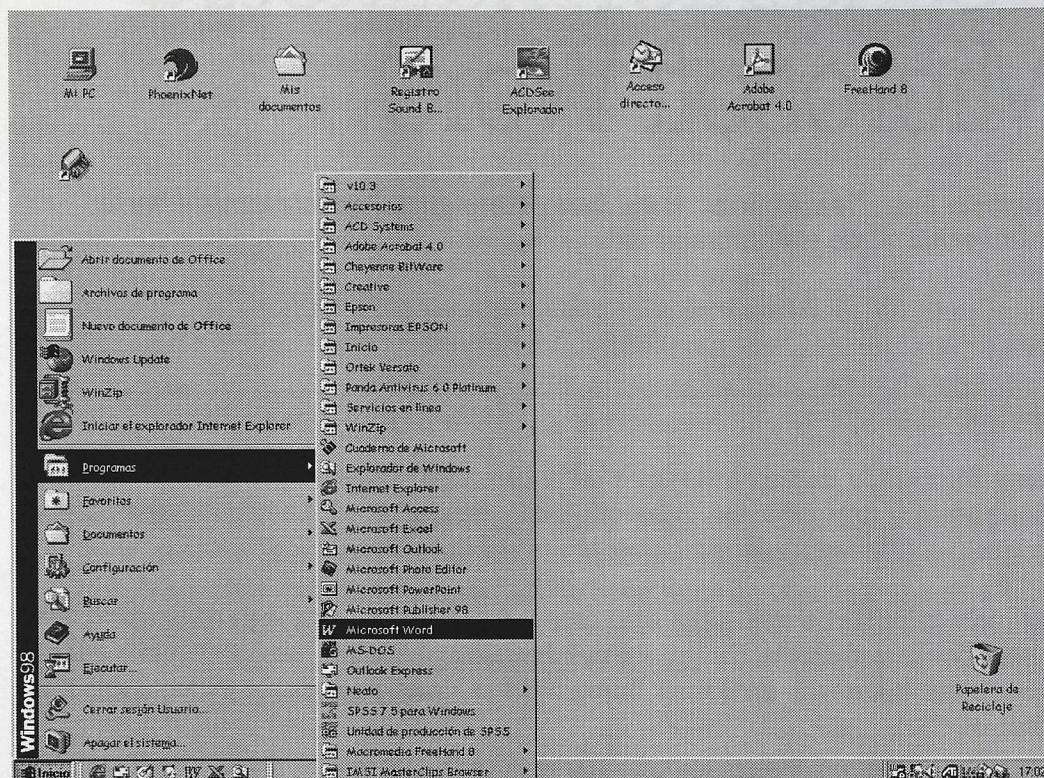 Mi PC
PhoenixNet
Mis
documentos
Registro
Sound B...
ACDSee
Explorador
Acceso
directo...
Adobe
Acrobat 4.0
FreeHand 8
Abrir documento de Office
Archivos de programa
Nuevo documento de Office
Windows Update
WinZip
Iniciar el explorador Internet Explorer
Programas
Favoritos
Documentos
Configuración
Buscar
Ayuda
Ejecutar...
Cerrar sesión Usuario...
Apagar el sistema...
Windows98
v10.3
Accesorios
ACD Systems
Adobe Acrobat 4.0
Cheyenne BitWare
Creative
Epson
Impresoras EPSON
Inicio
Ortek Versato
Panda Antivirus 6.0 Platinum
Servicios en línea
WinZip
Cuaderno de Microsoft
Explorador de Windows
Internet Explorer
Microsoft Access
Microsoft Excel
Microsoft Outlook
Microsoft Photo Editor
Microsoft PowerPoint
Microsoft Publisher 98
Microsoft Word
MS-DOS
Outlook Express
Neato
SPSS 7.5 para Windows
Unidad de producción de SPSS
Macromedia FreeHand 8
IMSI MasterClips Browser
Papelera de
Reciclaje
Inicio
17:02